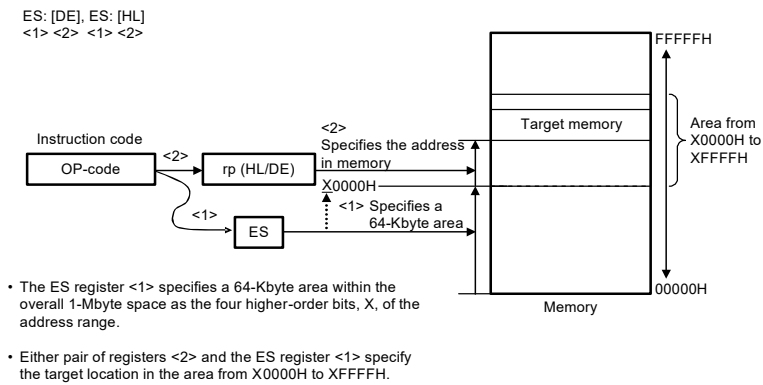 ES: [DE], ES: [HL]
<1> <2> <1> <2>
FFFFFH
Target memory
Area from
X0000H to
XFFFFH
Instruction code
OP-code
<2>
rp (HL/DE)
<2>
Specifies the address
in memory
X0000H
<1>
ES
<1> Specifies a
64-Kbyte area
00000H
Memory
• The ES register <1> specifies a 64-Kbyte area within the
overall 1-Mbyte space as the four higher-order bits, X, of the
address range.
• Either pair of registers <2> and the ES register <1> specify
the target location in the area from X0000H to XFFFFH.